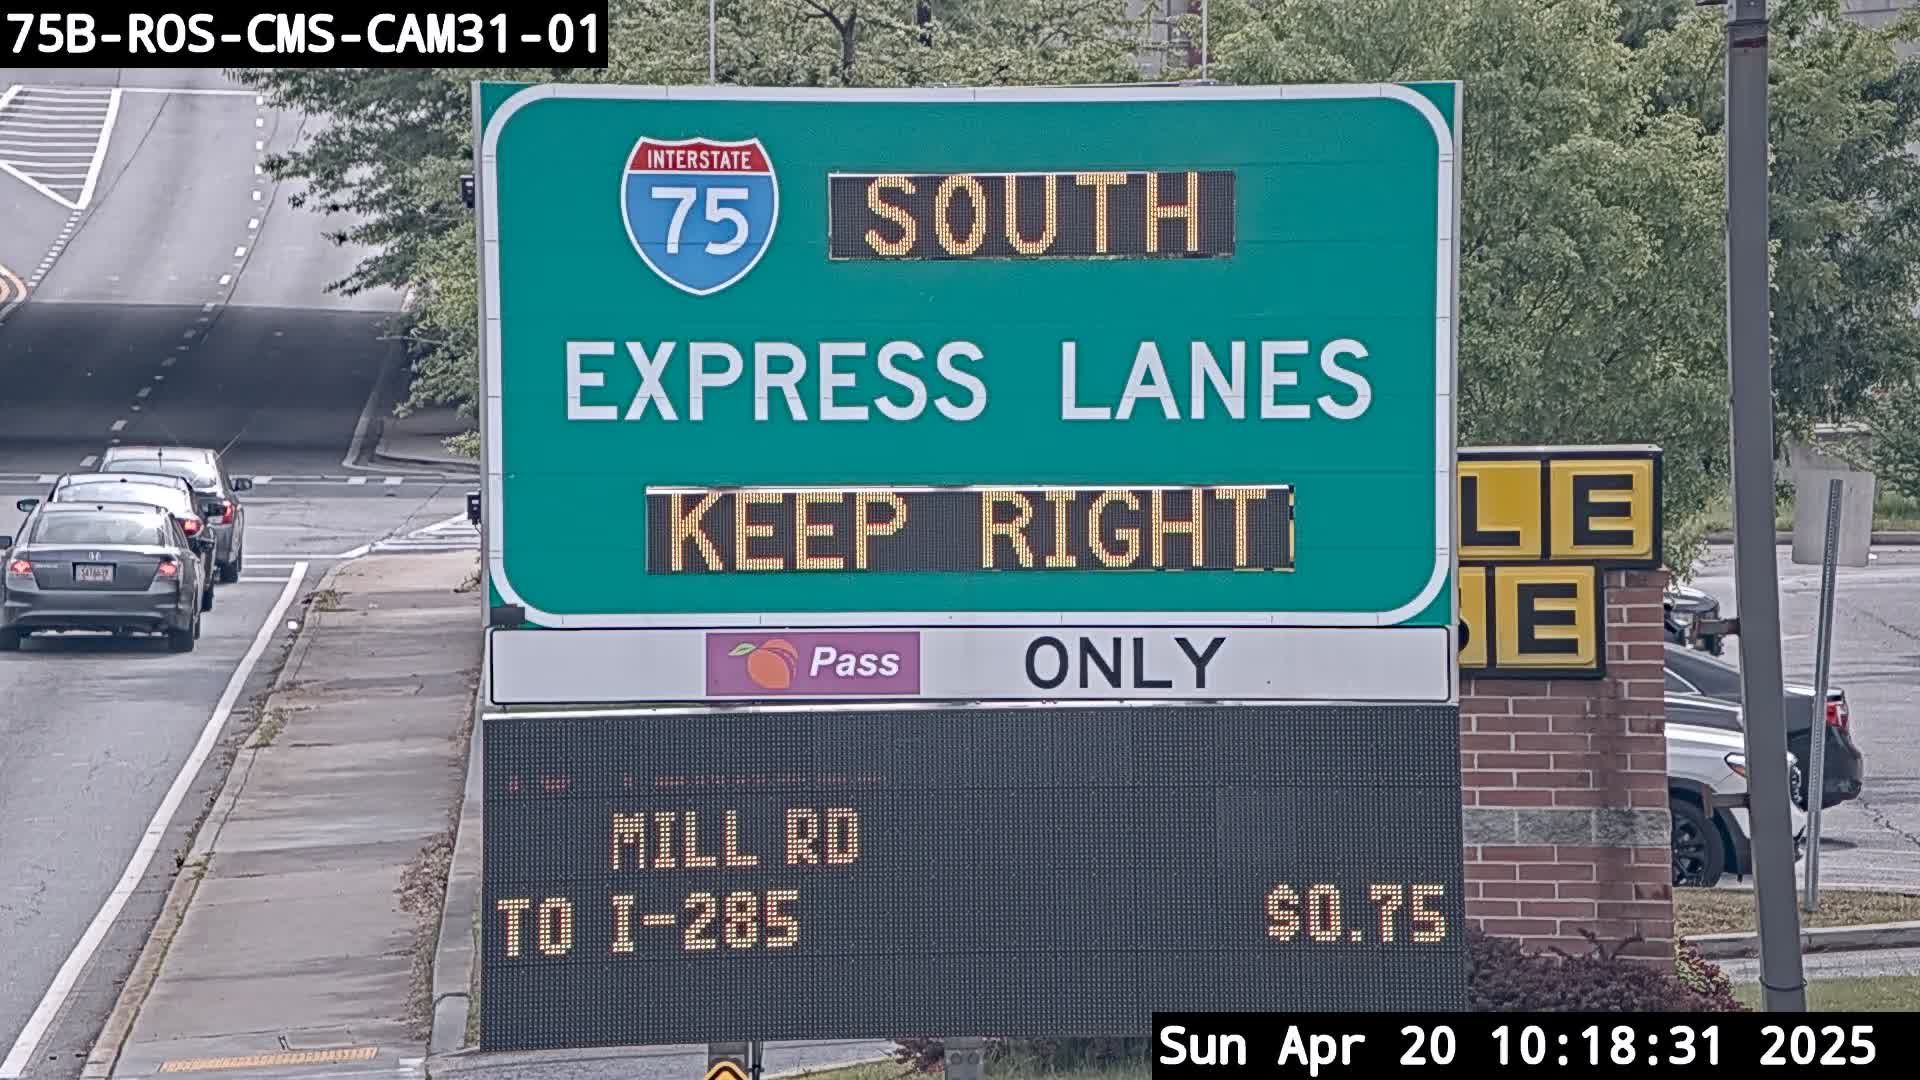 75B-ROS-CMS-CAM31-01
INTERSTATE
75
SOUTH
EXPRESS LANES
KEEP RIGHT
LE
E
Pass ONLY
MILL RD
TO I-285 $0.75
Sun Apr 20 10:18:31 2025